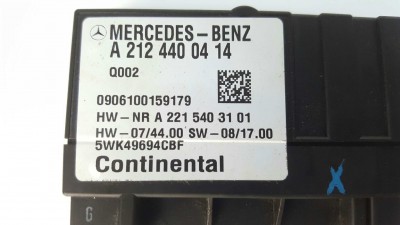 MERCEDES-BENZ
A 212 440 04 14
Q002
0906100159179
HW-NR A 221 540 31 01
HW-07/44.00 SW-08/17.00
5WK49694CBF
Continental
X
G